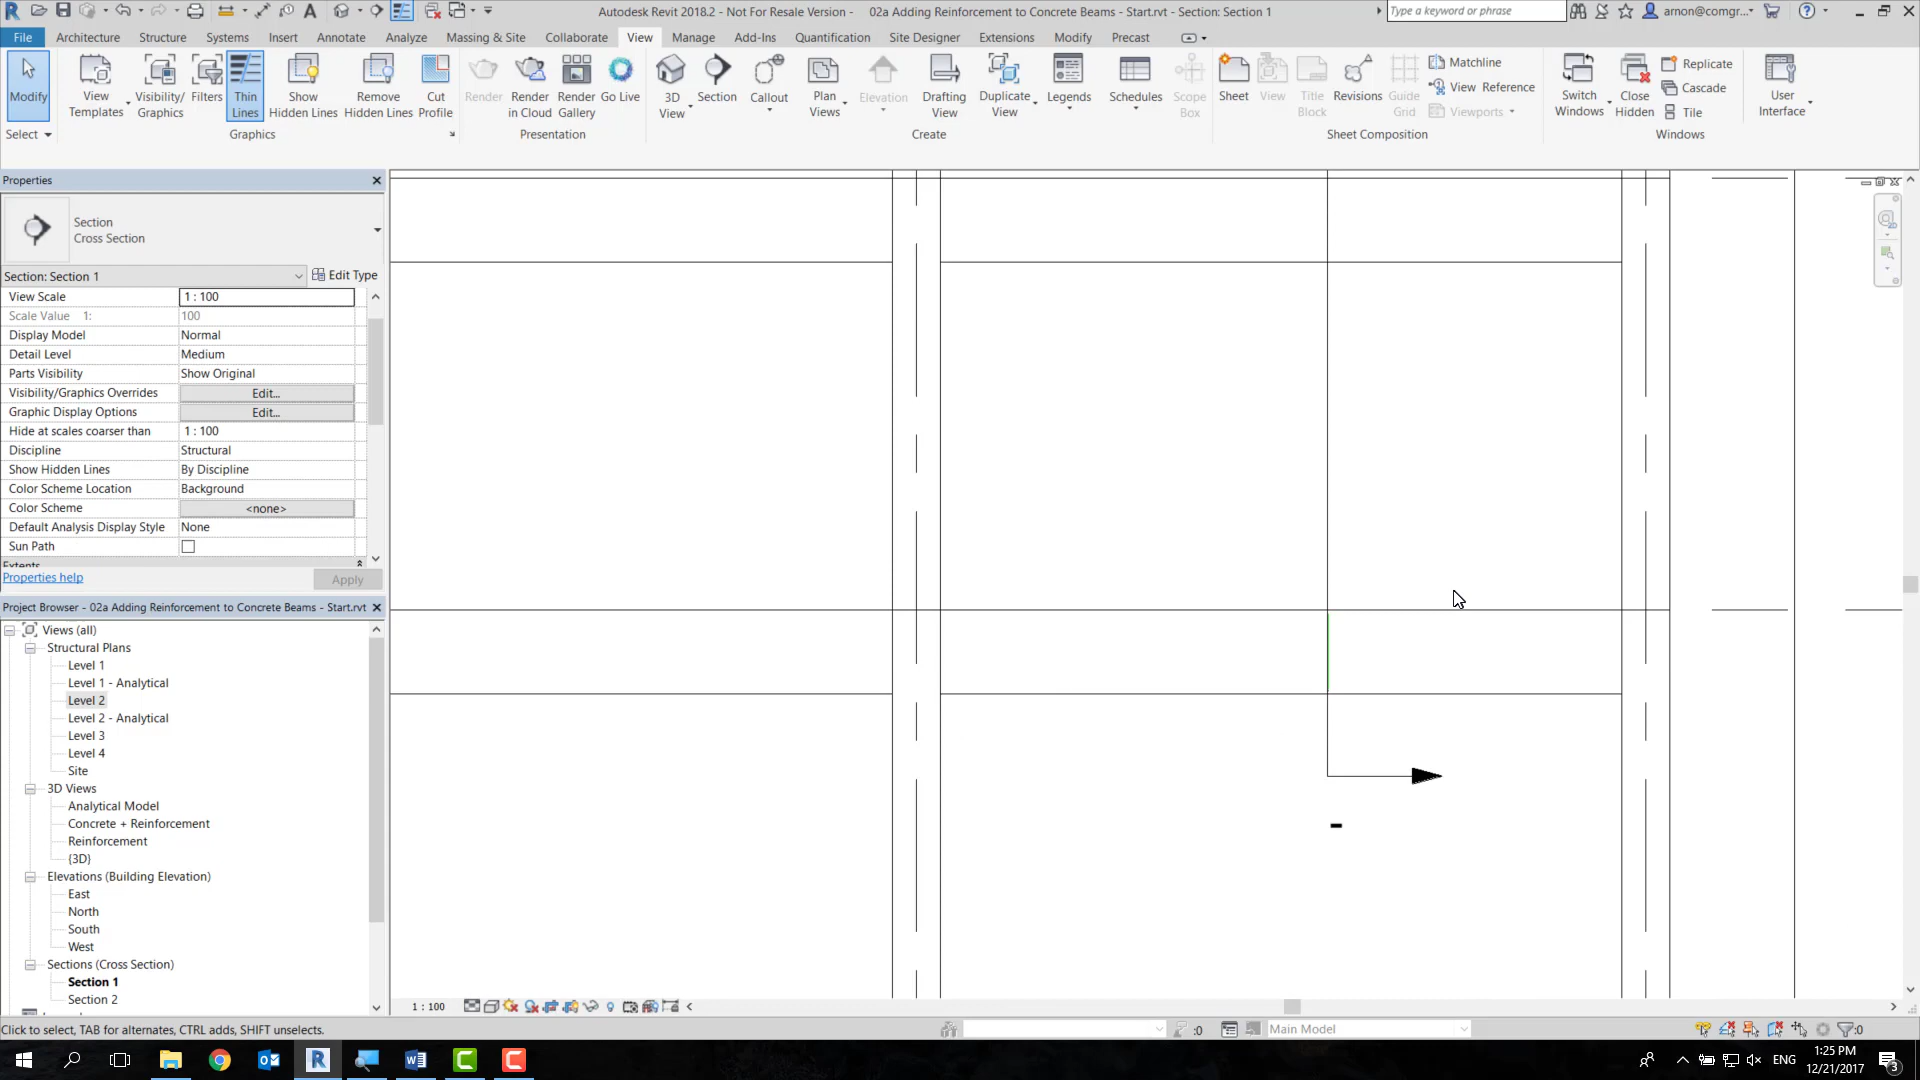 Autodesk Revit 2018.2 - Not For Resale Version - 02a Adding Reinforcement to Concrete Beams - Start.rvt - Section: Section 1
Type a keyword or phrase
arnon@comgr...
File Architecture Structure Systems Insert Annotate Analyze Massing & Site Collaborate View Manage Add-Ins Quantification Site Designer Extensions Modify Precast
Modify
View Templates
Visibility/ Graphics
Filters
Thin Lines
Show Hidden Lines
Remove Hidden Lines
Cut Profile
Render
Render in Cloud
Render Gallery
Go Live
3D View
Section
Callout
Plan Views
Elevation
Drafting View
Duplicate View
Legends
Schedules
Scope Box
Sheet
View
Title Block
Revisions
Guide Grid
Matchline
View Reference
Viewports
Switch Windows
Close Hidden
Replicate
Cascade
Tile
User Interface
Select Graphics Presentation Create Sheet Composition Windows
Properties
Section
Cross Section
Section: Section 1 Edit Type
View Scale 1 : 100
Scale Value 1: 100
Display Model Normal
Detail Level Medium
Parts Visibility Show Original
Visibility/Graphics Overrides Edit...
Graphic Display Options Edit...
Hide at scales coarser than 1 : 100
Discipline Structural
Show Hidden Lines By Discipline
Color Scheme Location Background
Color Scheme <none>
Default Analysis Display Style None
Sun Path
Extents
Properties help Apply
Project Browser - 02a Adding Reinforcement to Concrete Beams - Start.rvt
Views (all)
Structural Plans
Level 1
Level 1 - Analytical
Level 2
Level 2 - Analytical
Level 3
Level 4
Site
3D Views
Analytical Model
Concrete + Reinforcement
Reinforcement
{3D}
Elevations (Building Elevation)
East
North
South
West
Sections (Cross Section)
Section 1
Section 2
1 : 100
Click to select, TAB for alternates, CTRL adds, SHIFT unselects.
:0
Main Model
:0
ENG
1:25 PM
12/21/2017
3